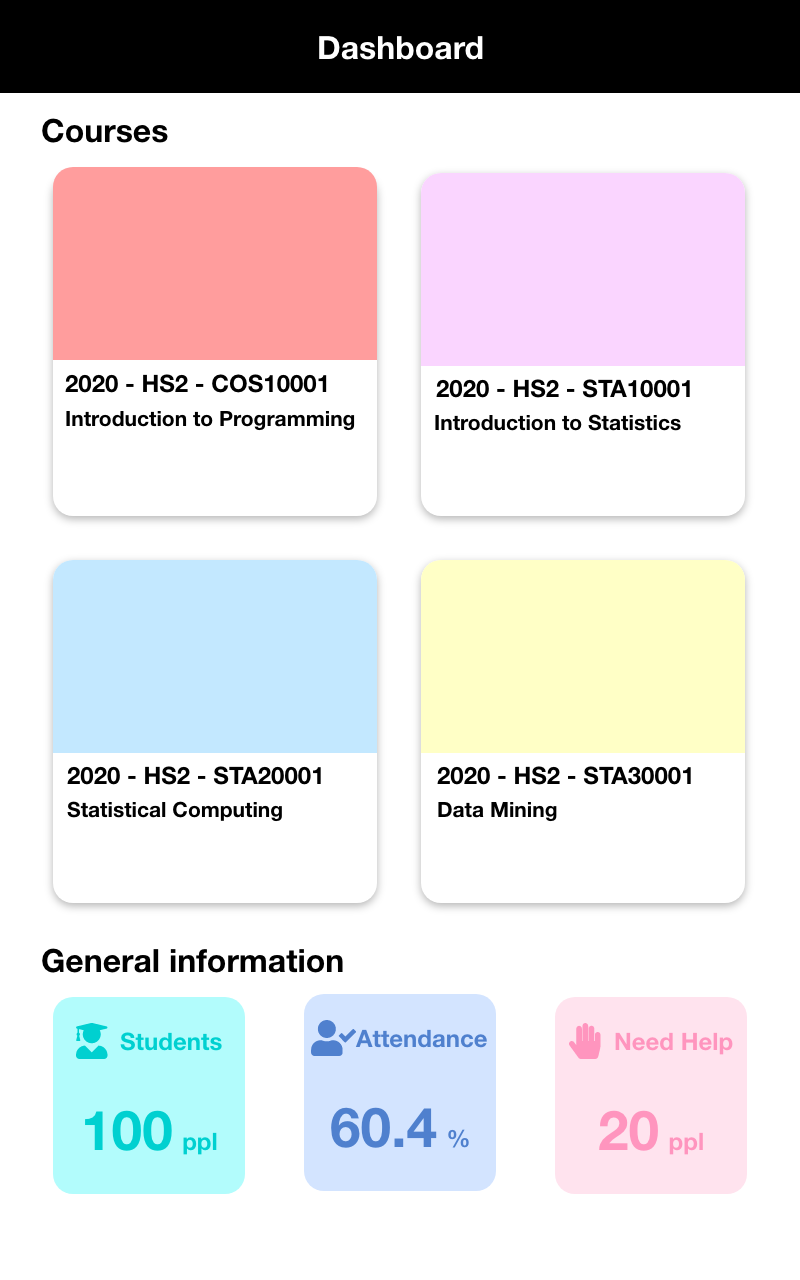 Dashboard
Courses
2020 - HS2 - COS10001
Introduction to Programming
2020 - HS2 - STA10001
Introduction to Statistics
2020 - HS2 - STA20001
Statistical Computing
2020 - HS2 - STA30001
Data Mining
General information
Students
100 ppl
Attendance
60.4 %
Need Help
20 ppl